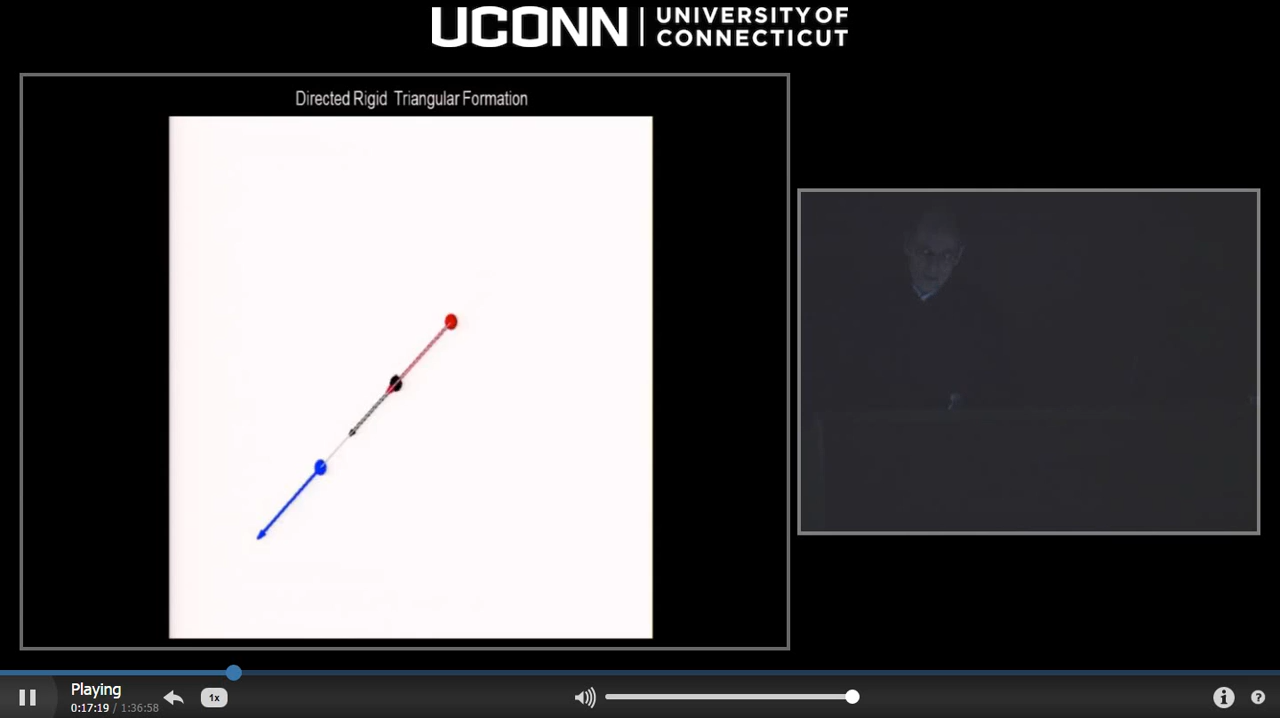 UCONN
UNIVERSITY OF
CONNECTICUT
Directed Rigid Triangular Formation
Playing
0:17:19 / 1:36:58
1x
i
?